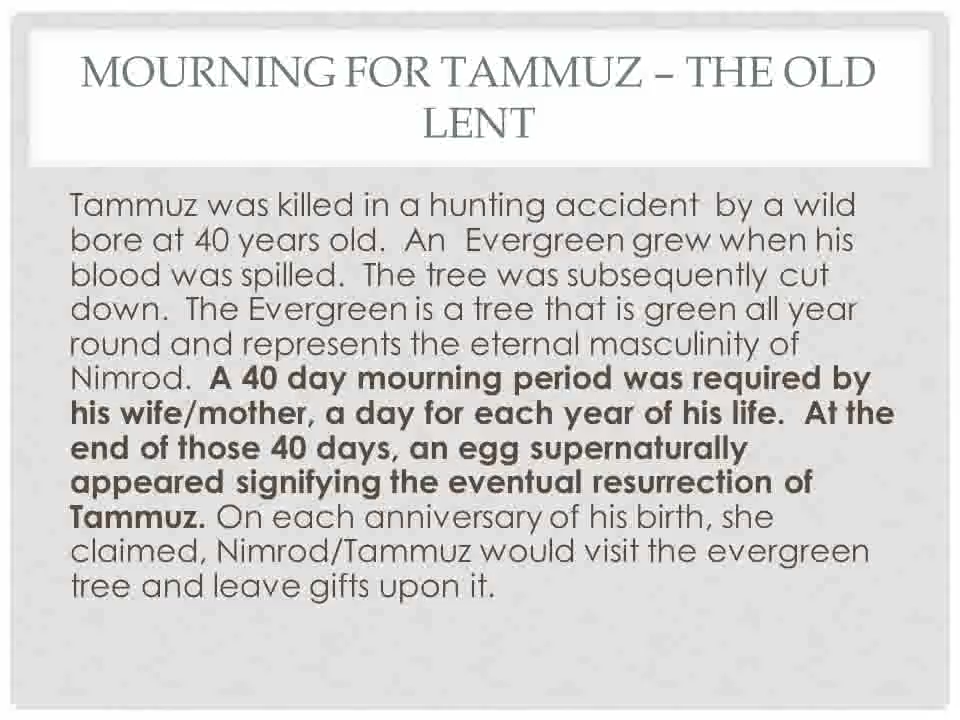 MOURNING FOR TAMMUZ – THE OLD
LENT
Tammuz was killed in a hunting accident  by a wild
bore at 40 years old.  An  Evergreen grew when his
blood was spilled.  The tree was subsequently cut
down.  The Evergreen is a tree that is green all year
round and represents the eternal masculinity of
Nimrod.  A 40 day mourning period was required by
his wife/mother, a day for each year of his life.  At the
end of those 40 days, an egg supernaturally
appeared signifying the eventual resurrection of
Tammuz. On each anniversary of his birth, she
claimed, Nimrod/Tammuz would visit the evergreen
tree and leave gifts upon it.